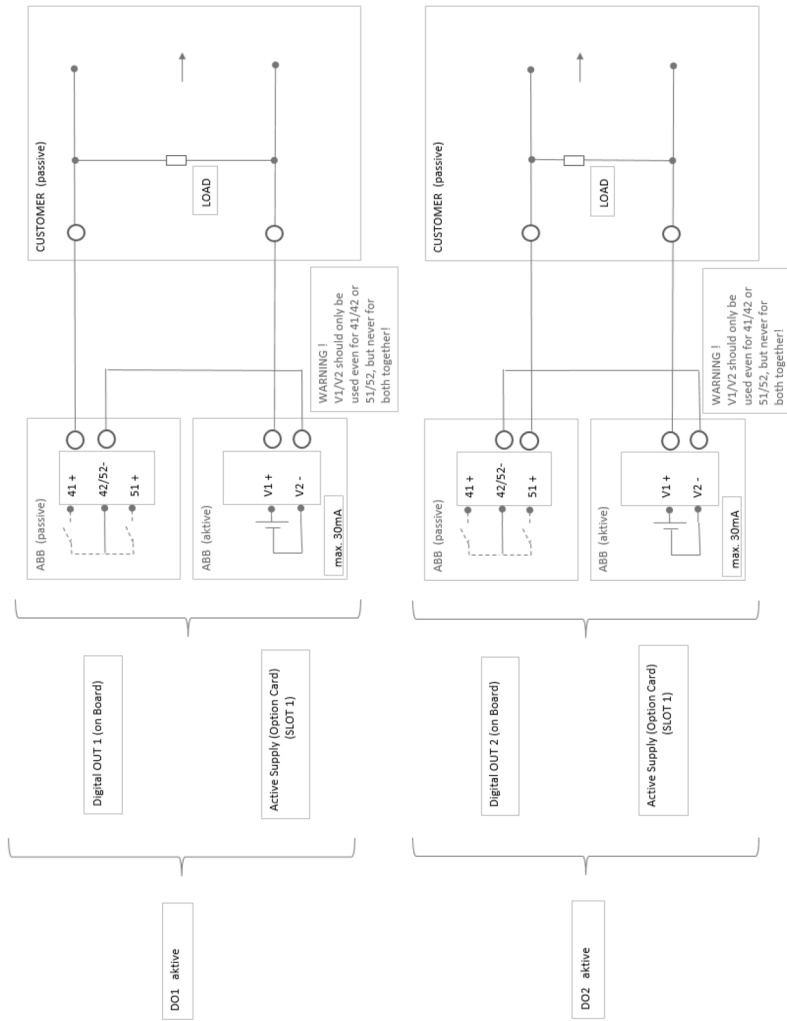 DO1 aktive
Digital OUT 1 (on Board)
Active Supply (Option Card)
(SLOT 1)
ABB (passive)
41 +
42/52-
51 +
ABB (aktive)
V1 +
V2 -
max. 30mA
WARNING !
V1/V2 should only be
used even for 41/42 or
51/52, but never for
both together!
CUSTOMER (passive)
LOAD
DO2 aktive
Digital OUT 2 (on Board)
Active Supply (Option Card)
(SLOT 1)
ABB (passive)
41 +
42/52-
51 +
ABB (aktive)
V1 +
V2 -
max. 30mA
WARNING !
V1/V2 should only be
used even for 41/42 or
51/52, but never for
both together!
CUSTOMER (passive)
LOAD